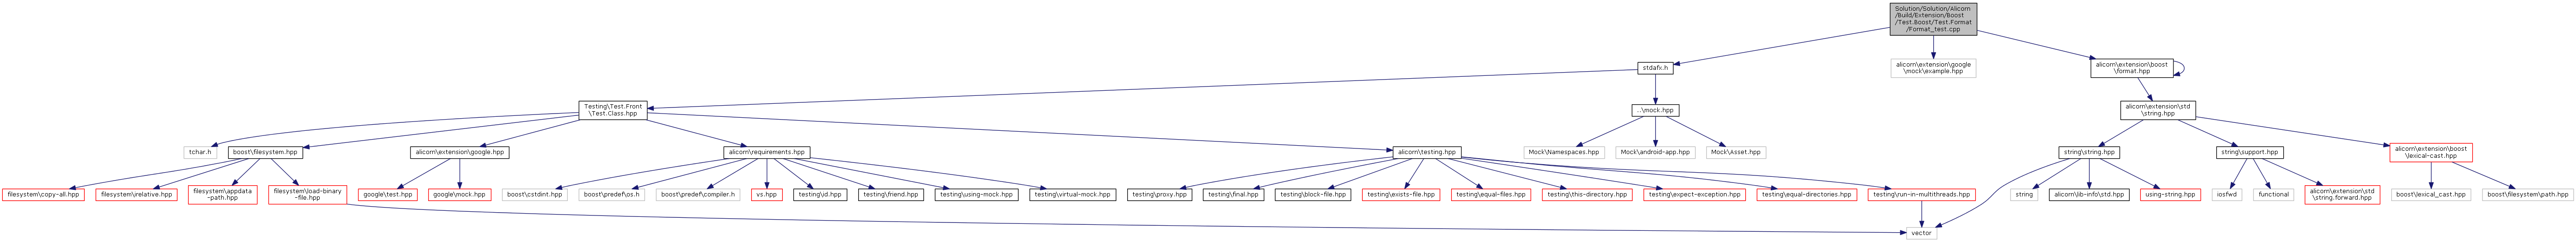 Solution/Solution/Alicorn
/Build/Extension/Boost
/Test.Boost/Test.Format
/Format_test.cpp
stdafx.h
alicorn\extension\google
\mock\example.hpp
alicorn\extension\boost
\format.hpp
Testing\Test.Front
\Test.Class.hpp
..\mock.hpp
alicorn\extension\std
\string.hpp
tchar.h
boost\filesystem.hpp
alicorn\extension\google.hpp
alicorn\requirements.hpp
alicorn\testing.hpp
Mock\Namespaces.hpp
Mock\android-app.hpp
Mock\Asset.hpp
string\string.hpp
string\support.hpp
alicorn\extension\boost
\lexical-cast.hpp
filesystem\copy-all.hpp
filesystem\relative.hpp
filesystem\appdata
-path.hpp
filesystem\load-binary
-file.hpp
google\test.hpp
google\mock.hpp
boost\cstdint.hpp
boost\predef\os.h
boost\predef\compiler.h
vs.hpp
testing\d.hpp
testing\friend.hpp
testing\using-mock.hpp
testing\virtual-mock.hpp
testing\proxy.hpp
testing\final.hpp
testing\block-file.hpp
testing\exists-file.hpp
testing\equal-files.hpp
testing\this-directory.hpp
testing\expect-exception.hpp
testing\equal-directories.hpp
testing\run-in-multithreads.hpp
string
alicorn\lib-info\std.hpp
using-string.hpp
iosfwd
functional
alicorn\extension\std
\string.forward.hpp
boost\lexical_cast.hpp
boost\filesystem\path.hpp
vector